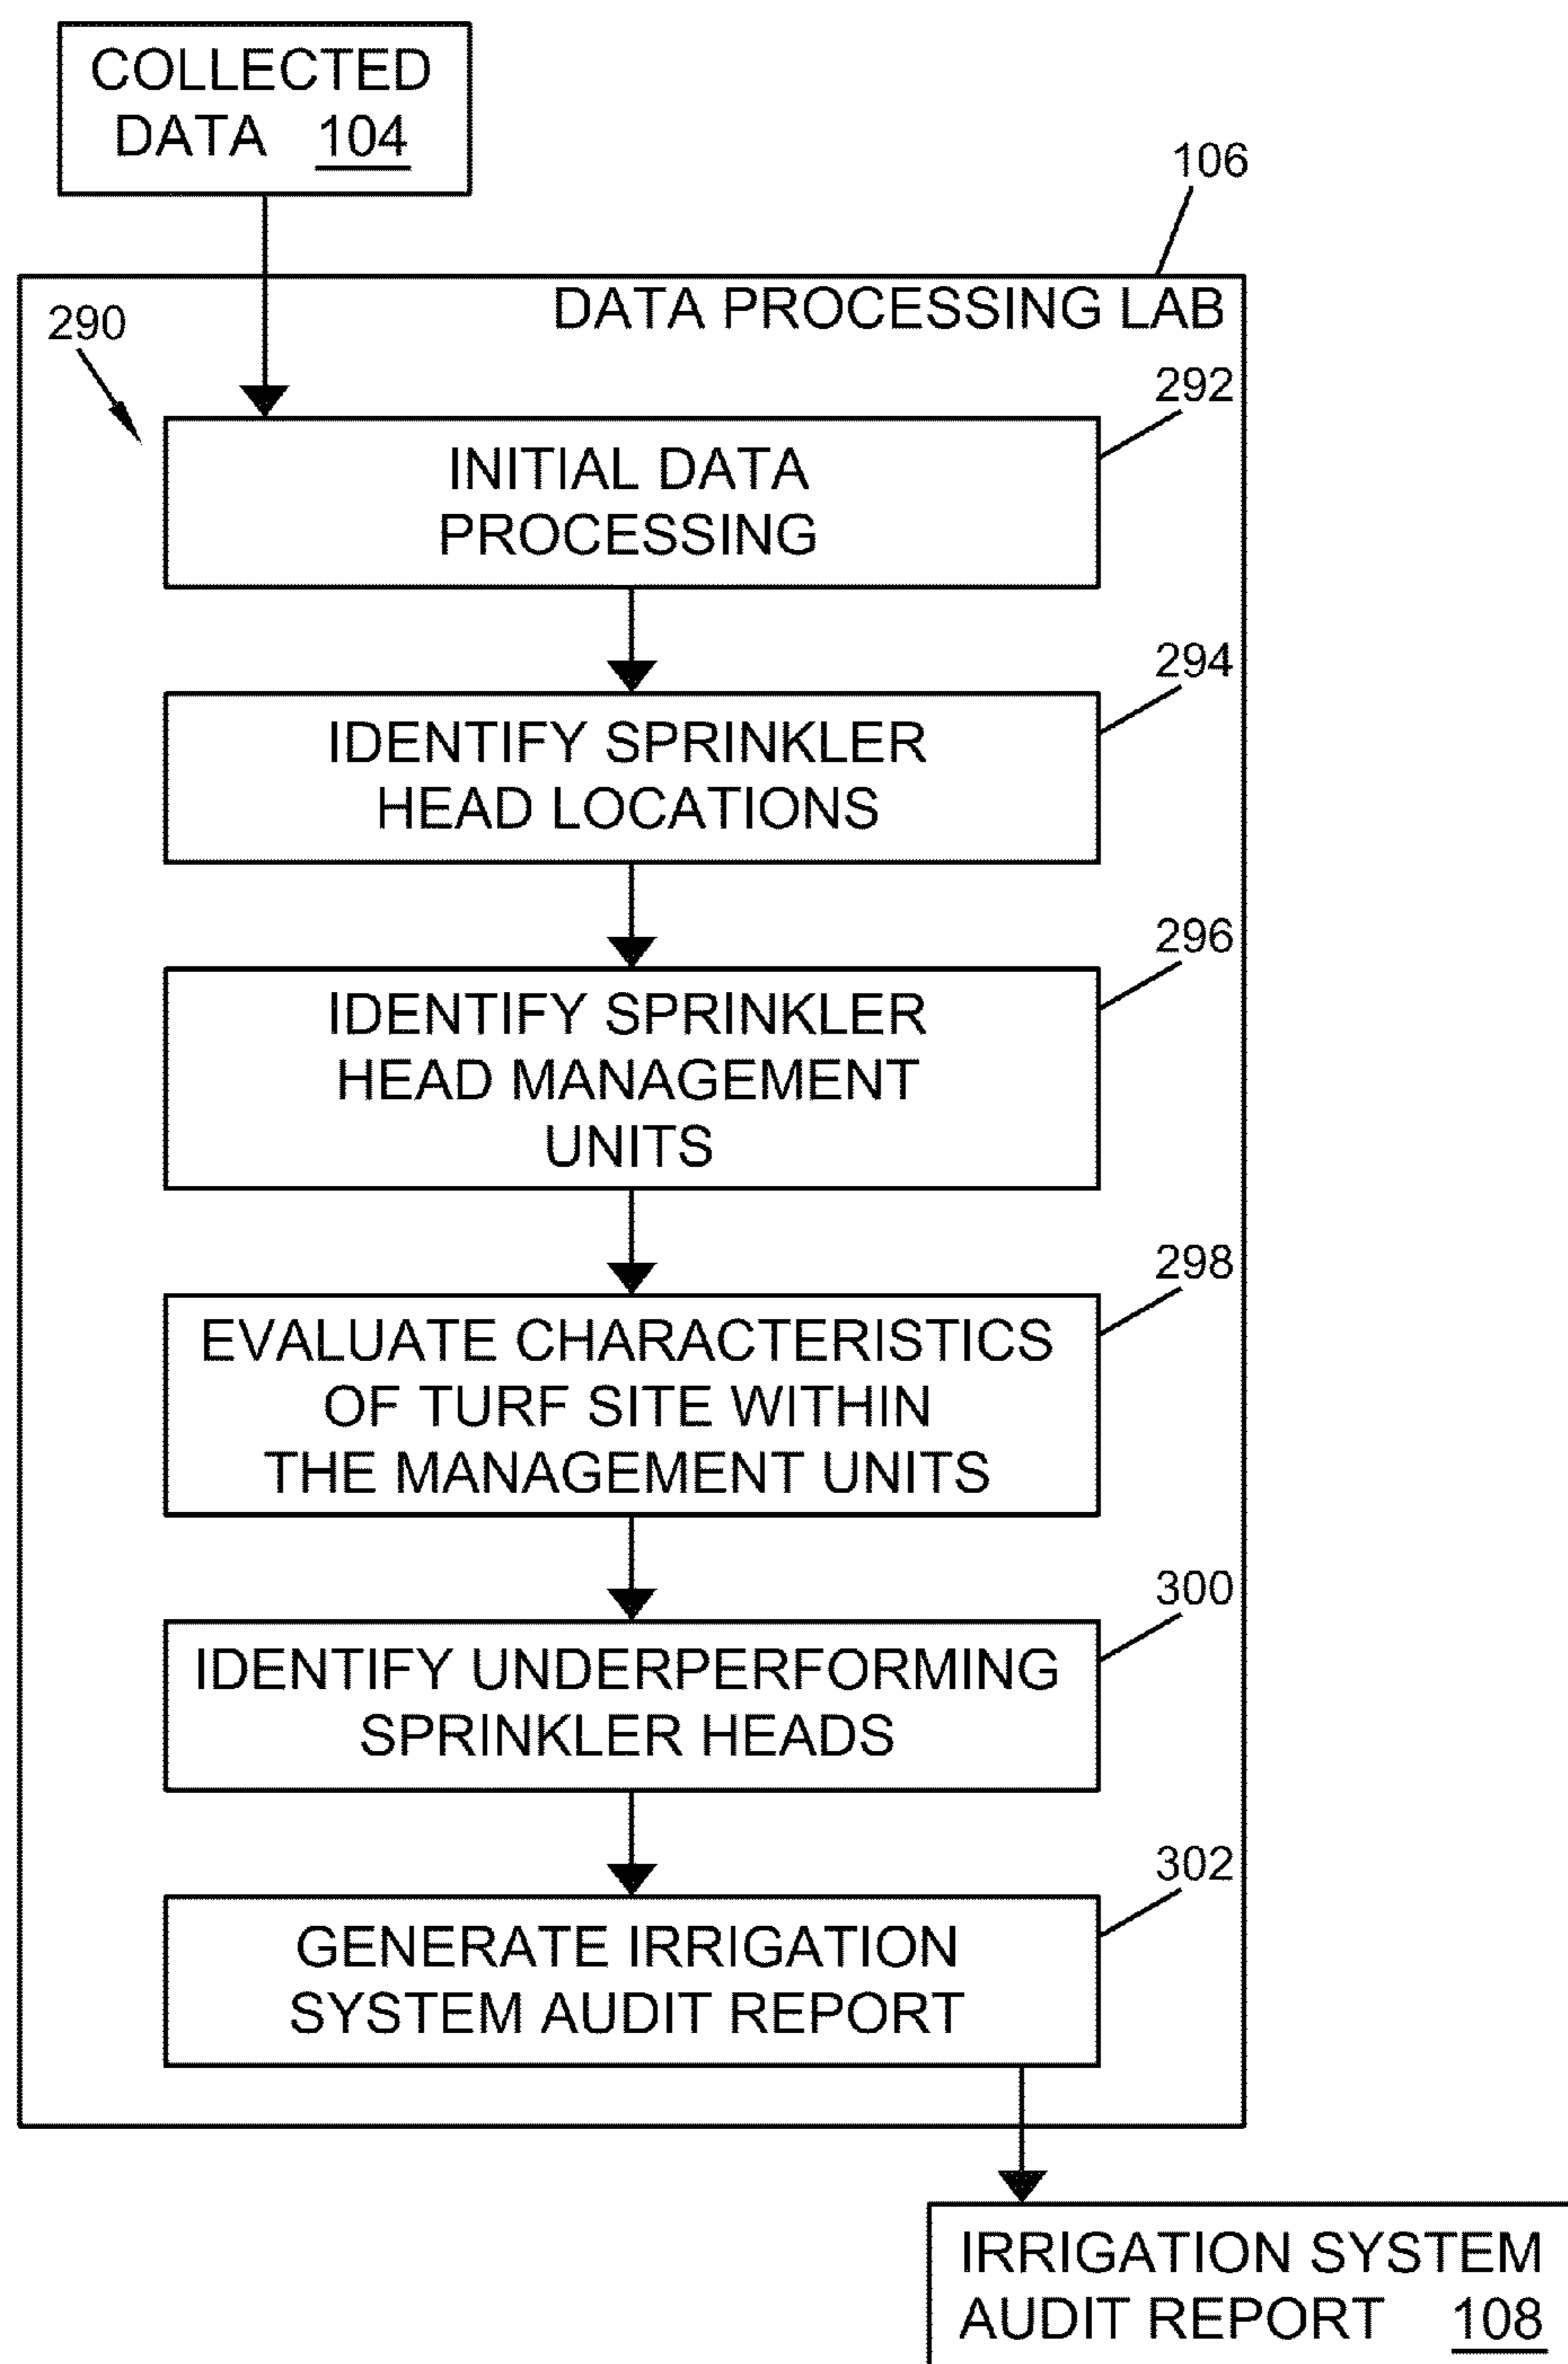 COLLECTED
DATA 104
106
DATA PROCESSING LAB
290
292
INITIAL DATA
PROCESSING
294
IDENTIFY SPRINKLER
HEAD LOCATIONS
296
IDENTIFY SPRINKLER
HEAD MANAGEMENT
UNITS
298
EVALUATE CHARACTERISTICS
OF TURF SITE WITHIN
THE MANAGEMENT UNITS
300
IDENTIFY UNDERPERFORMING
SPRINKLER HEADS
302
GENERATE IRRIGATION
SYSTEM AUDIT REPORT
IRRIGATION SYSTEM
AUDIT REPORT 108